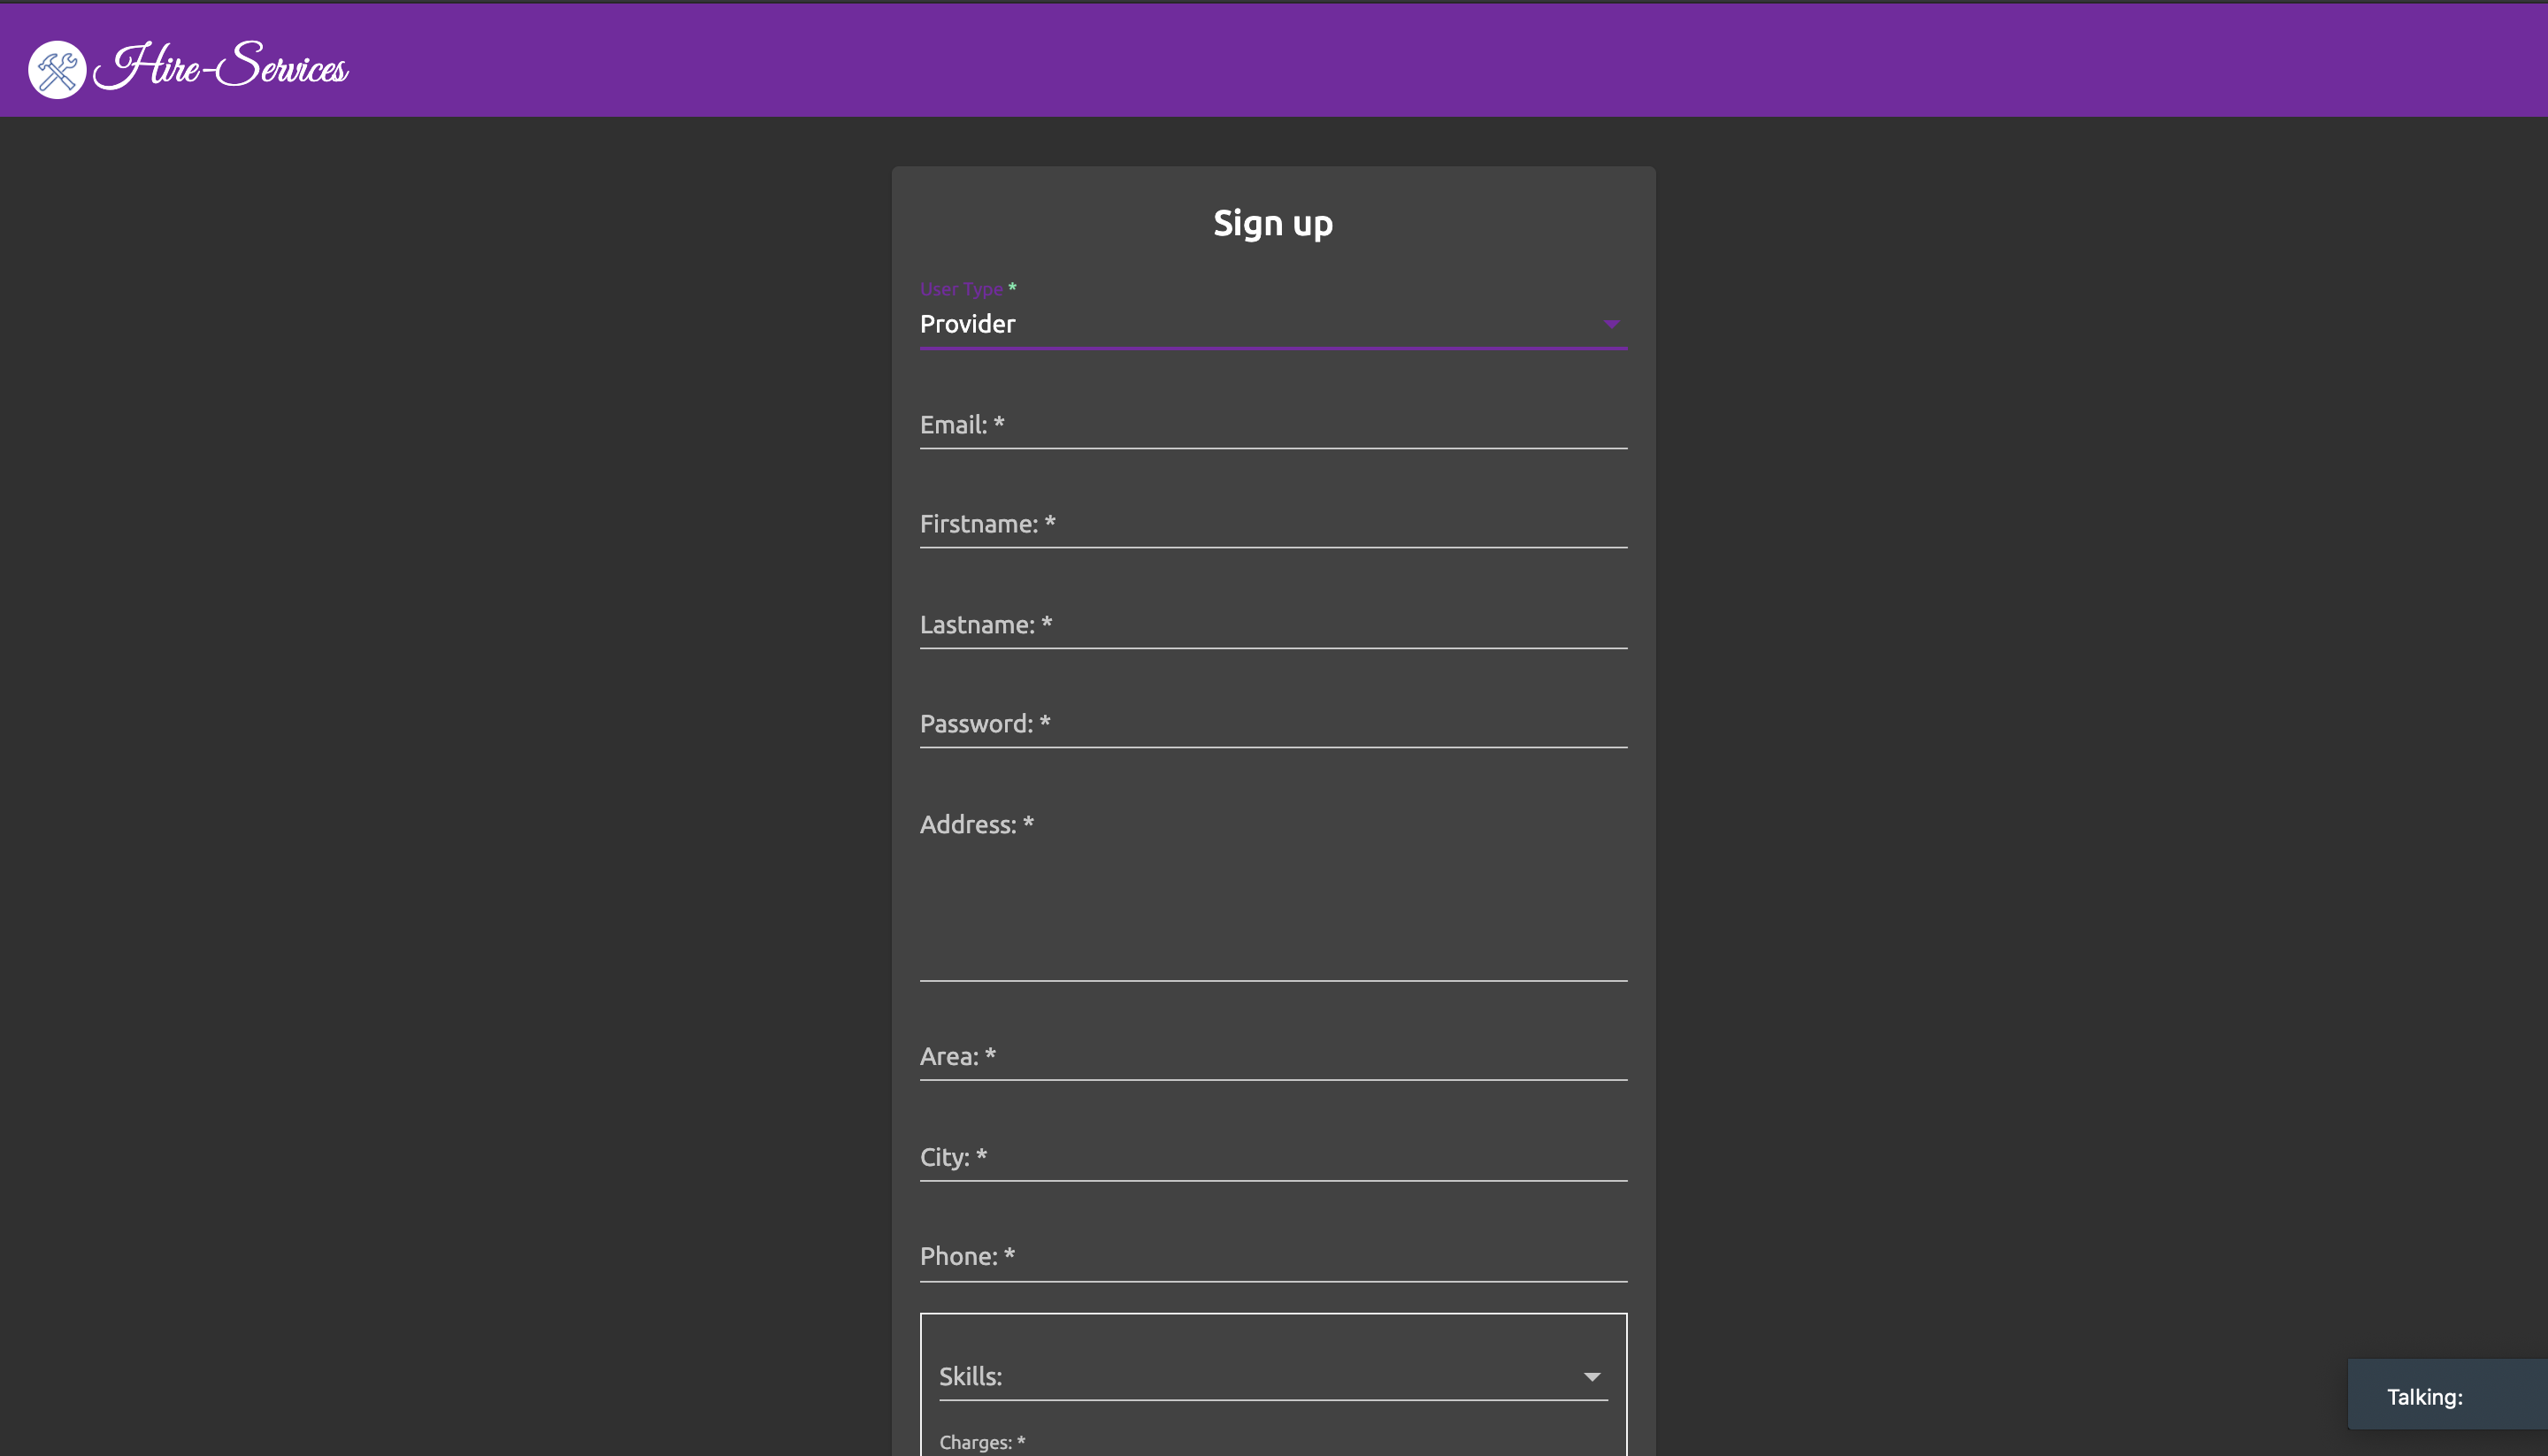 Hire-Services
Sign up
User Type *
Provider
Email: *
Firstname: *
Lastname: *
Password: *
Address: *
Area: *
City: *
Phone: *
Skills:
Charges: *
Talking: